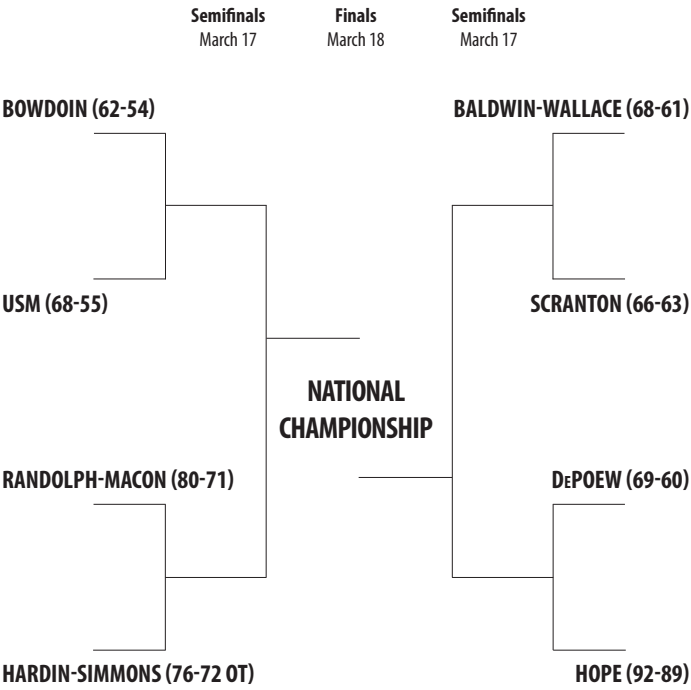 Semifinals Finals Semifinals
March 17 March 18 March 17
BOWDOIN (62-54) BALDWIN-WALLACE (68-61)
USM (68-55) SCRANTON (66-63)
NATIONAL
CHAMPIONSHIP
RANDOLPH-MACON (80-71) DEPOEW (69-60)
HARDIN-SIMMONS (76-72 OT) HOPE (92-89)